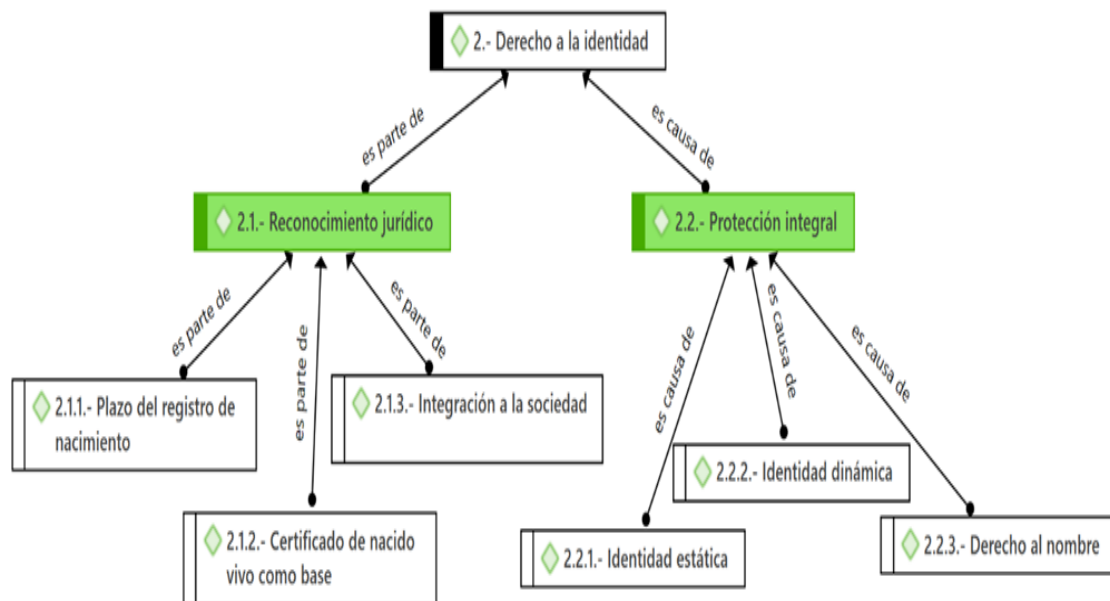 2.- Derecho a la identidad
es parte de
es causa de
2.1.- Reconocimiento jurídico
2.2.- Protección integral
es parte de
es parte de
es parte de
es causa de
es causa de
es causa de
2.1.1.- Plazo del registro de
nacimiento
2.1.3.- Integración a la sociedad
2.2.2.- Identidad dinámica
2.1.2.- Certificado de nacido
vivo como base
2.2.1.- Identidad estática
2.2.3.- Derecho al nombre